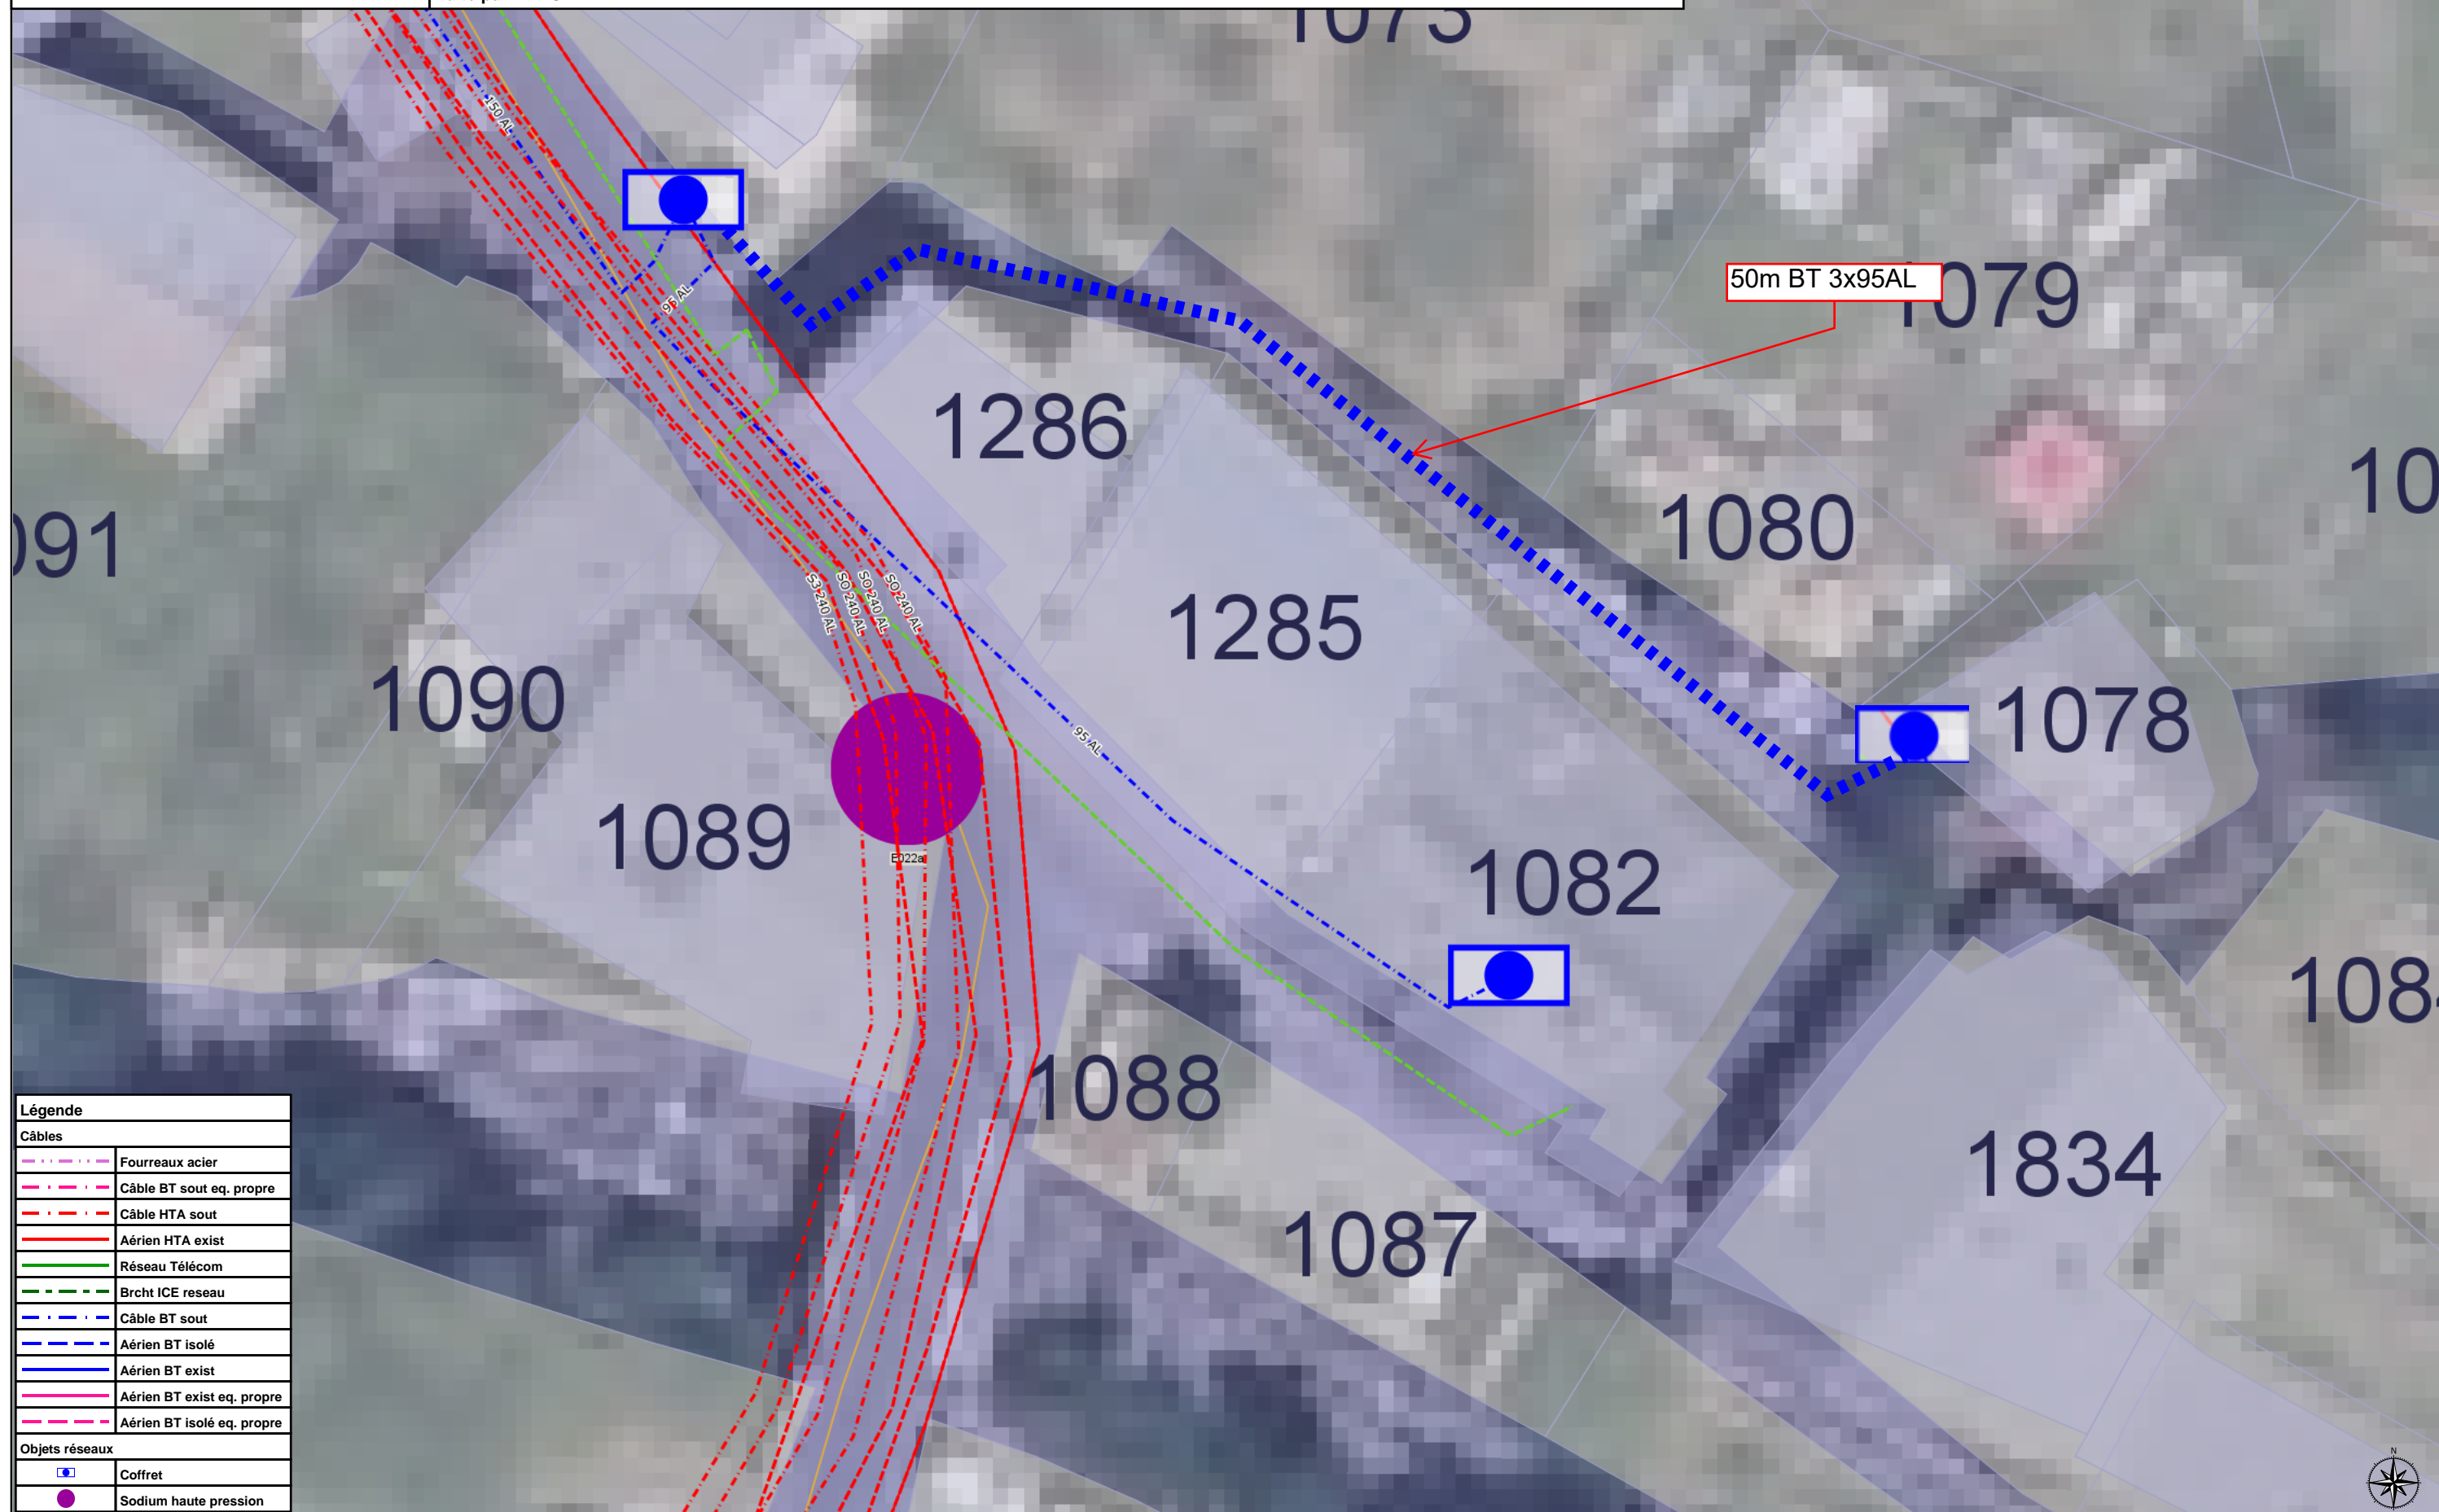 1073
150 AL
50m BT 3x95AL
1079
95 AL
1286
10
1080
091
S3 240 AL
SO 240 AL
SO 240 AL
SO 240 AL
1285
1090
1078
95 AL
1089
E022a
1082
108
1088
1834
1087
Légende
Câbles
Fourreaux acier
Câble BT sout eq. propre
Câble HTA sout
Aérien HTA exist
Réseau Télécom
Brcht ICE reseau
Câble BT sout
Aérien BT isolé
Aérien BT exist
Aérien BT exist eq. propre
Aérien BT isolé eq. propre
Objets réseaux
Coffret
Sodium haute pression
N